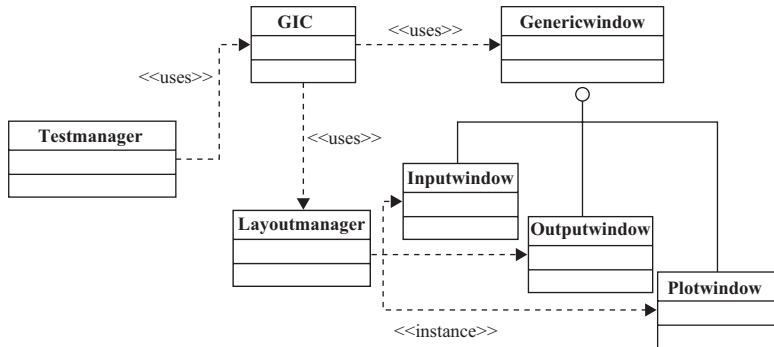 GIC
<<uses>>
Genericwindow
<<uses>>
Testmanager
<<uses>>
Inputwindow
Layoutmanager
Outputwindow
Plotwindow
<<instance>>